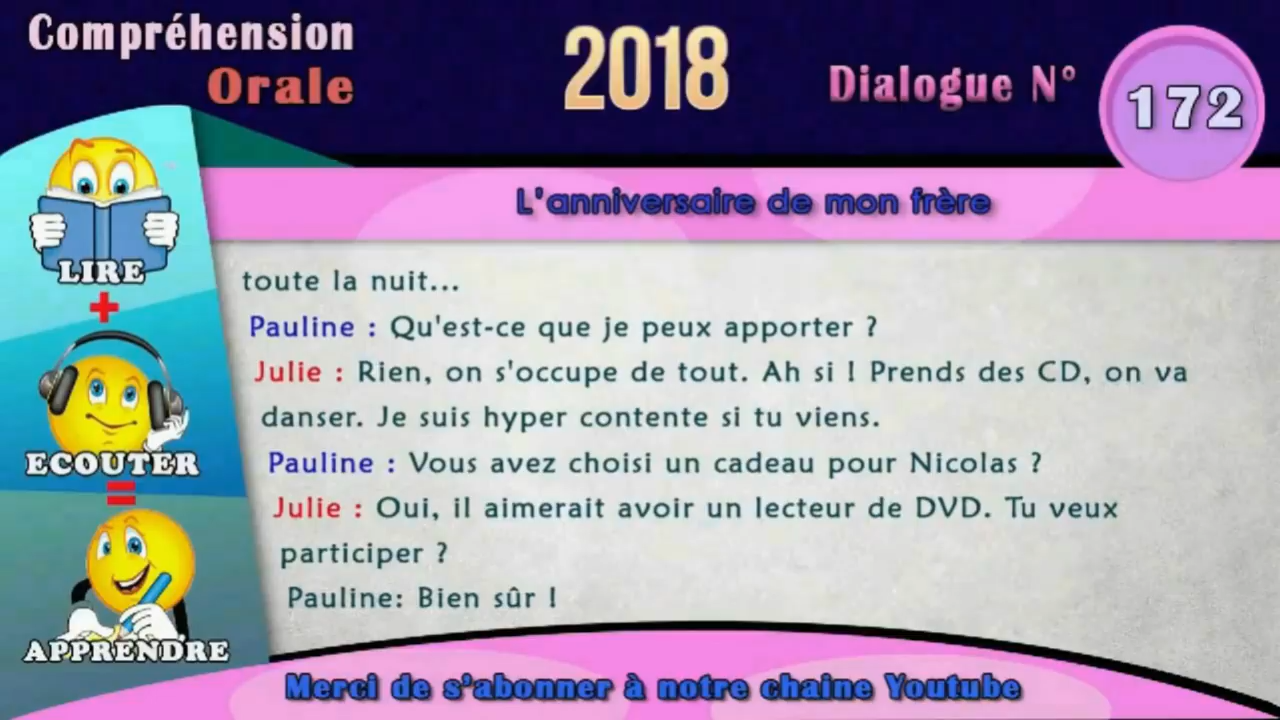 Compréhension
Orale
2018
Dialogue N°
172
L'anniversaire de mon frère
LIRE
+
ECOUTER
=
APPRENDRE
toute la nuit...
Pauline : Qu'est-ce que je peux apporter ?
Julie : Rien, on s'occupe de tout. Ah si ! Prends des CD, on va
danser. Je suis hyper contente si tu viens.
Pauline : Vous avez choisi un cadeau pour Nicolas ?
Julie : Oui, il aimerait avoir un lecteur de DVD. Tu veux
participer ?
Pauline: Bien sûr !
Merci de s'abonner à notre chaine Youtube